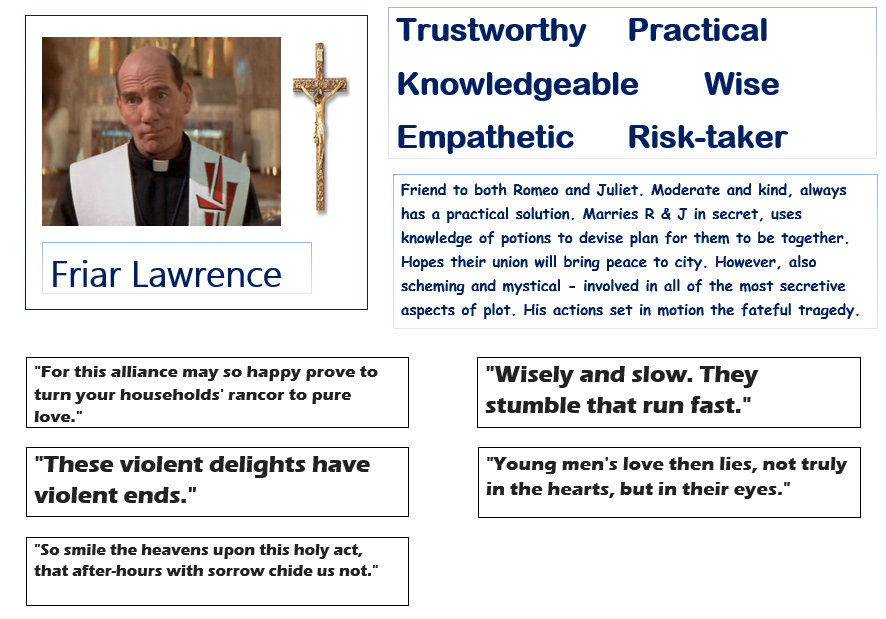 Trustworthy Practical
Knowledgeable Wise
Empathetic Risk-taker
Friar Lawrence
Friend to both Romeo and Juliet. Moderate and kind, always
has a practical solution. Marries R & J in secret, uses
knowledge of potions to devise plan for them to be together.
Hopes their union will bring peace to city. However, also
scheming and mystical - involved in all of the most secretive
aspects of plot. His actions set in motion the fateful tragedy.
"For this alliance may so happy prove to
turn your households' rancor to pure
love."
"Wisely and slow. They
stumble that run fast."
"These violent delights have
violent ends."
"Young men's love then lies, not truly
in the hearts, but in their eyes."
"So smile the heavens upon this holy act,
that after-hours with sorrow chide us not."